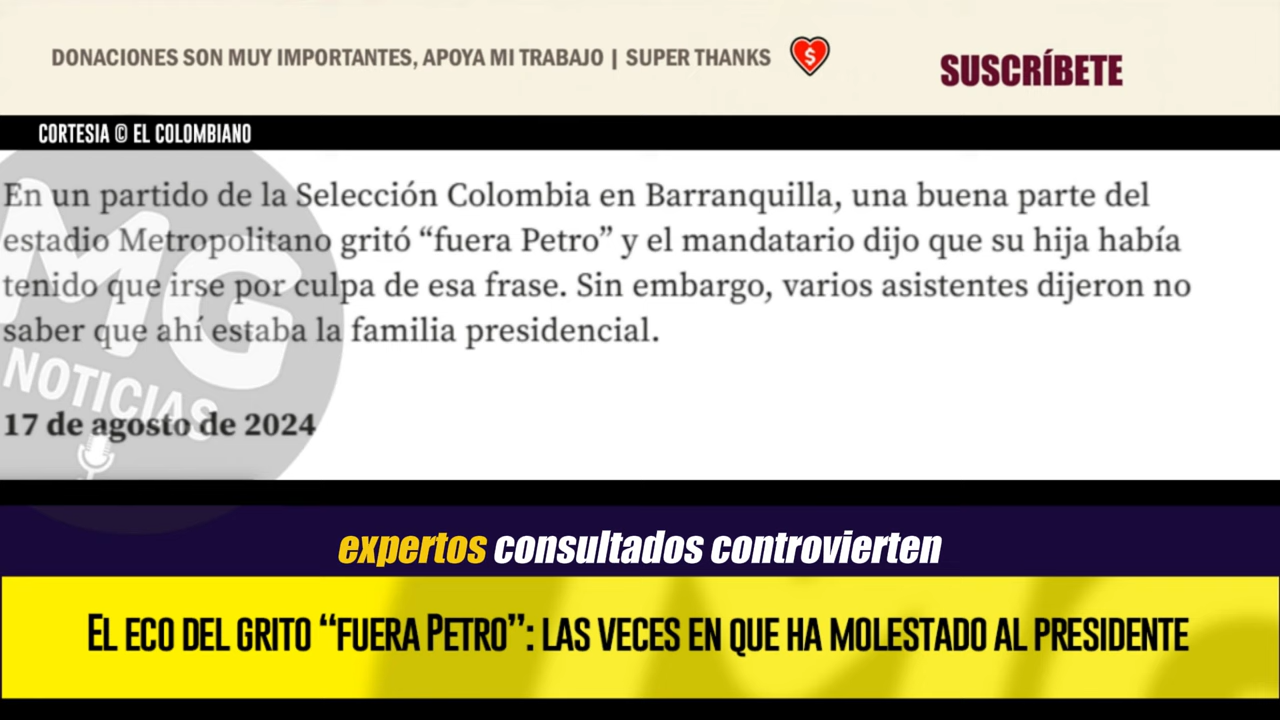 DONACIONES SON MUY IMPORTANTES, APOYA MI TRABAJO | SUPER THANKS $
SUSCRÍBETE
CORTESIA © EL COLOMBIANO
En un partido de la Selección Colombia en Barranquilla, una buena parte del
estadio Metropolitano gritó “fuera Petro” y el mandatario dijo que su hija había
tenido que irse por culpa de esa frase. Sin embargo, varios asistentes dijeron no
saber que ahí estaba la familia presidencial.
MG
NOTICIAS
17 de agosto de 2024
expertos consultados controvierten
EL ECO DEL GRITO “FUERA PETRO”: LAS VECES EN QUE HA MOLESTADO AL PRESIDENTE